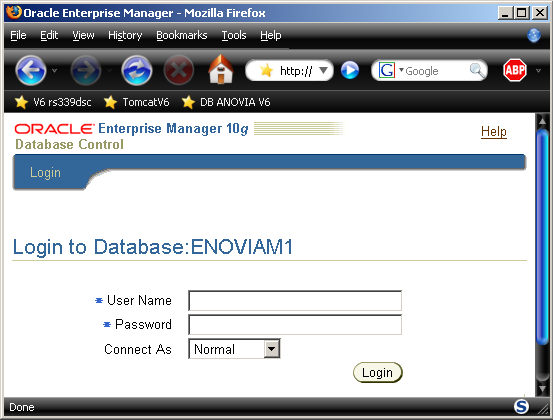 Oracle Enterprise Manager - Mozilla Firefox
File Edit View History Bookmarks Tools Help
http:/ G Google ABP
V6 rs339dsc TomcatV6 DB ANOVIA V6
ORACLE Enterprise Manager 10g
Database Control
Help
Login
Login to Database:ENOVIAM1
* User Name
* Password
Connect As Normal
Login
Done S